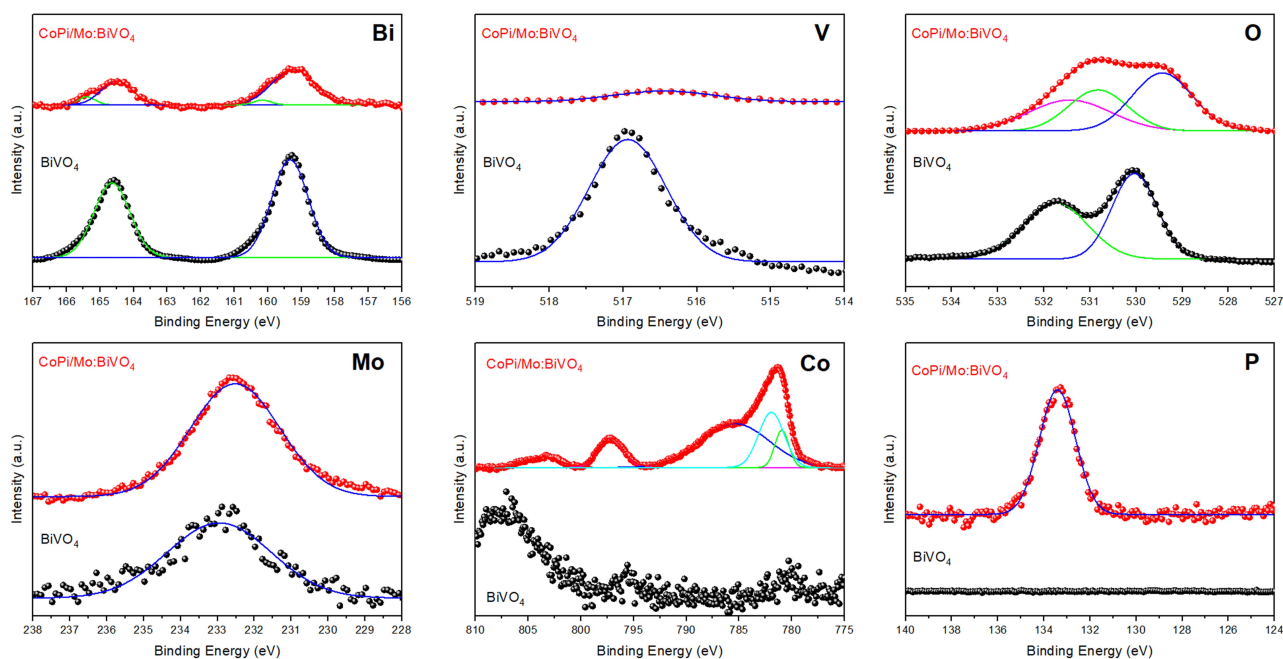 CoPi/Mo:BiVO₄
Bi
BiVO₄
Intensity (a.u.)
167 166 165 164 163 162 161 160 159 158 157 156
Binding Energy (eV)
CoPi/Mo:BiVO₄
V
BiVO₄
Intensity (a.u.)
519 518 517 516 515 514
Binding Energy (eV)
CoPi/Mo:BiVO₄
O
BiVO₄
Intensity (a.u.)
535 534 533 532 531 530 529 528 527
Binding Energy (eV)
CoPi/Mo:BiVO₄
Mo
BiVO₄
Intensity (a.u.)
238 237 236 235 234 233 232 231 230 229 228
Binding Energy (eV)
CoPi/Mo:BiVO₄
Co
BiVO₄
Intensity (a.u.)
810 805 800 795 790 785 780 775
Binding Energy (eV)
CoPi/Mo:BiVO₄
P
BiVO₄
Intensity (a.u.)
140 138 136 134 132 130 128 126 124
Binding Energy (eV)